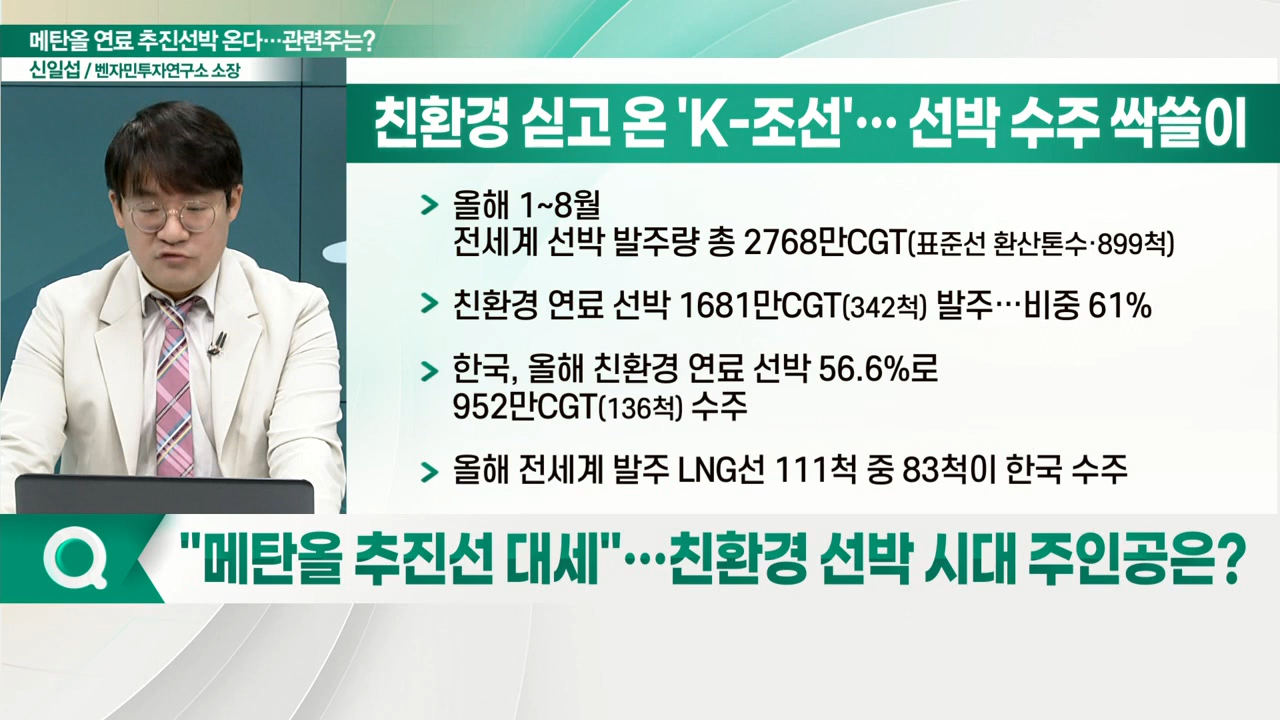 메탄올 연료 추진선박 온다…관련주는?
신일섭 / 벤자민투자연구소 소장
친환경 싣고 온 'K-조선'… 선박 수주 싹쓸이
올해 1~8월
전세계 선박 발주량 총 2768만CGT(표준선 환산톤수·899척)
친환경 연료 선박 1681만CGT(342척) 발주…비중 61%
한국, 올해 친환경 연료 선박 56.6%로
952만CGT(136척) 수주
올해 전세계 발주 LNG선 111척 중 83척이 한국 수주
"메탄올 추진선 대세"…친환경 선박 시대 주인공은?